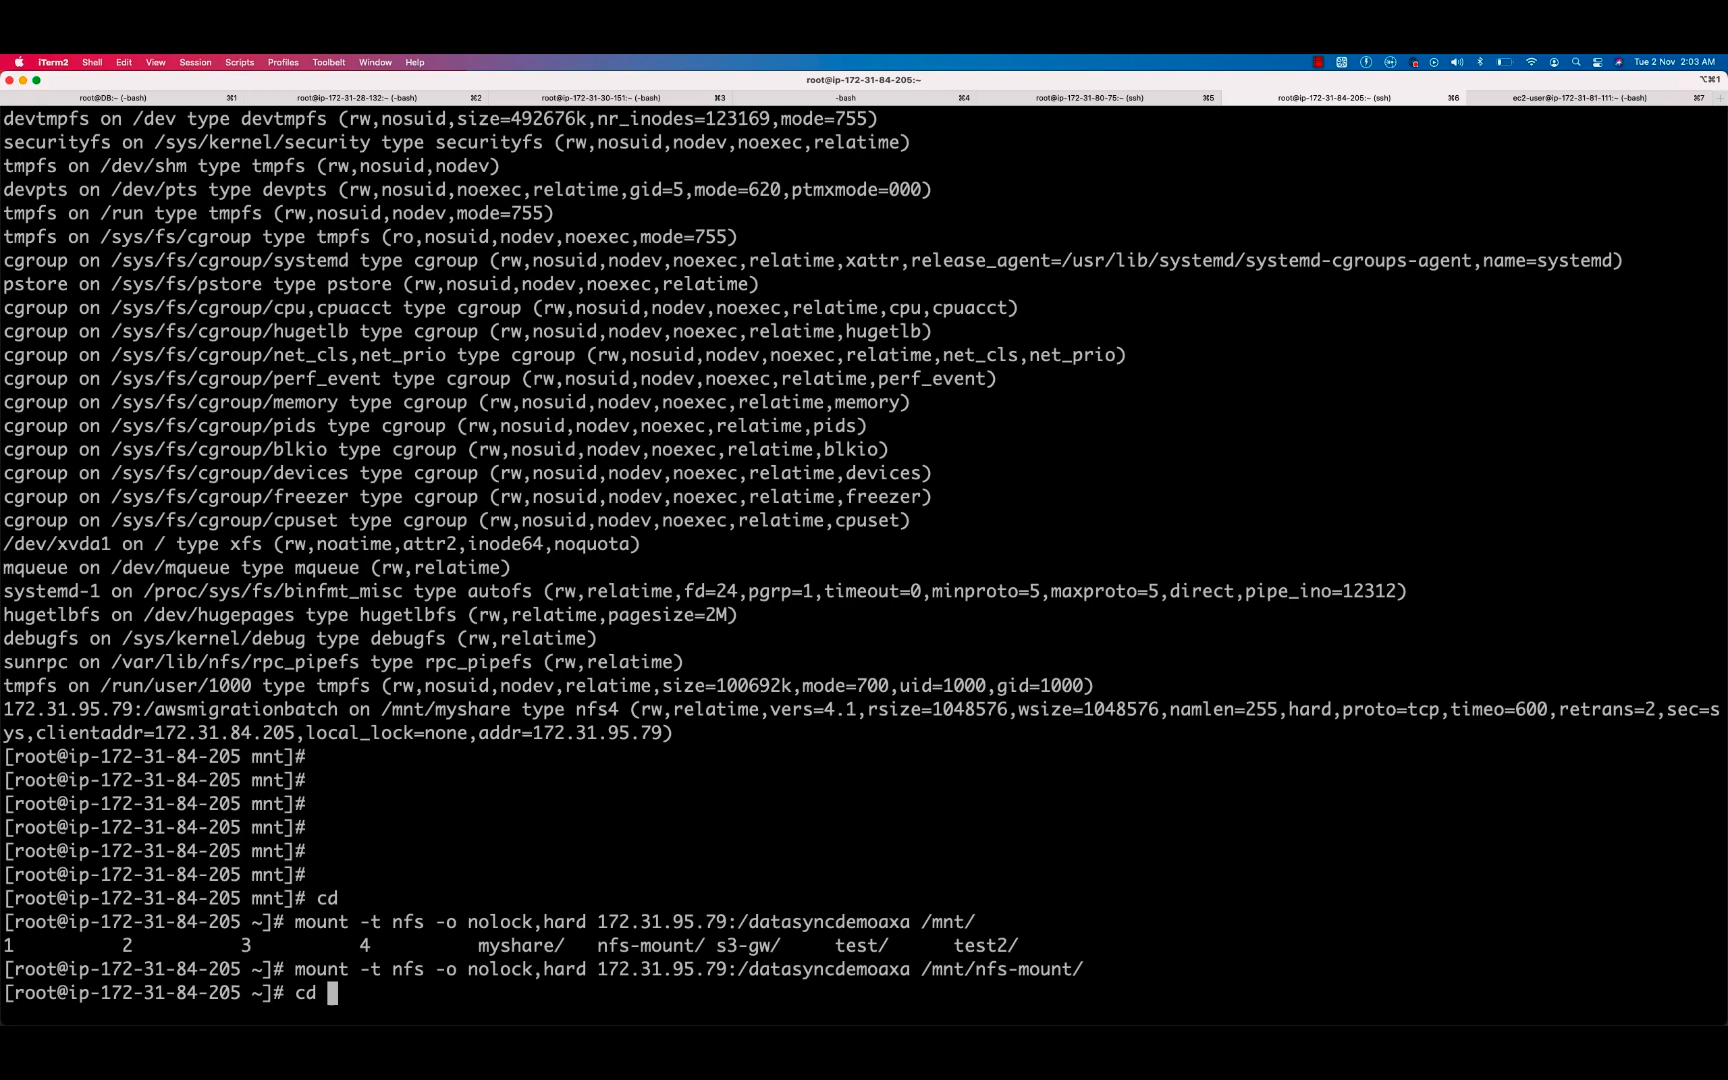 iTerm2 Shell Edit View Session Scripts Profiles Toolbelt Window Help Tue 2 Nov 2:03 AM
root@ip-172-31-84-205:~
⌥⌘1
root@DB:~ (-bash) ⌘1 root@ip-172-31-28-132:~ (-bash) ⌘2 root@ip-172-31-30-151:~ (-bash) ⌘3 -bash ⌘4 root@ip-172-31-80-75:~ (ssh) ⌘5 root@ip-172-31-84-205:~ (ssh) ⌘6 ec2-user@ip-172-31-81-111:~ (-bash) ⌘7
devtmpfs on /dev type devtmpfs (rw,nosuid,size=492676k,nr_inodes=123169,mode=755)
securityfs on /sys/kernel/security type securityfs (rw,nosuid,nodev,noexec,relatime)
tmpfs on /dev/shm type tmpfs (rw,nosuid,nodev)
devpts on /dev/pts type devpts (rw,nosuid,noexec,relatime,gid=5,mode=620,ptmxmode=000)
tmpfs on /run type tmpfs (rw,nosuid,nodev,mode=755)
tmpfs on /sys/fs/cgroup type tmpfs (ro,nosuid,nodev,noexec,mode=755)
cgroup on /sys/fs/cgroup/systemd type cgroup (rw,nosuid,nodev,noexec,relatime,xattr,release_agent=/usr/lib/systemd/systemd-cgroups-agent,name=systemd)
pstore on /sys/fs/pstore type pstore (rw,nosuid,nodev,noexec,relatime)
cgroup on /sys/fs/cgroup/cpu,cpuacct type cgroup (rw,nosuid,nodev,noexec,relatime,cpu,cpuacct)
cgroup on /sys/fs/cgroup/hugetlb type cgroup (rw,nosuid,nodev,noexec,relatime,hugetlb)
cgroup on /sys/fs/cgroup/net_cls,net_prio type cgroup (rw,nosuid,nodev,noexec,relatime,net_cls,net_prio)
cgroup on /sys/fs/cgroup/perf_event type cgroup (rw,nosuid,nodev,noexec,relatime,perf_event)
cgroup on /sys/fs/cgroup/memory type cgroup (rw,nosuid,nodev,noexec,relatime,memory)
cgroup on /sys/fs/cgroup/pids type cgroup (rw,nosuid,nodev,noexec,relatime,pids)
cgroup on /sys/fs/cgroup/blkio type cgroup (rw,nosuid,nodev,noexec,relatime,blkio)
cgroup on /sys/fs/cgroup/devices type cgroup (rw,nosuid,nodev,noexec,relatime,devices)
cgroup on /sys/fs/cgroup/freezer type cgroup (rw,nosuid,nodev,noexec,relatime,freezer)
cgroup on /sys/fs/cgroup/cpuset type cgroup (rw,nosuid,nodev,noexec,relatime,cpuset)
/dev/xvda1 on / type xfs (rw,noatime,attr2,inode64,noquota)
mqueue on /dev/mqueue type mqueue (rw,relatime)
systemd-1 on /proc/sys/fs/binfmt_misc type autofs (rw,relatime,fd=24,pgrp=1,timeout=0,minproto=5,maxproto=5,direct,pipe_ino=12312)
hugetlbfs on /dev/hugepages type hugetlbfs (rw,relatime,pagesize=2M)
debugfs on /sys/kernel/debug type debugfs (rw,relatime)
sunrpc on /var/lib/nfs/rpc_pipefs type rpc_pipefs (rw,relatime)
tmpfs on /run/user/1000 type tmpfs (rw,nosuid,nodev,relatime,size=100692k,mode=700,uid=1000,gid=1000)
172.31.95.79:/awsmigrationbatch on /mnt/myshare type nfs4 (rw,relatime,vers=4.1,rsize=1048576,wsize=1048576,namlen=255,hard,proto=tcp,timeo=600,retrans=2,sec=s
ys,clientaddr=172.31.84.205,local_lock=none,addr=172.31.95.79)
[root@ip-172-31-84-205 mnt]#
[root@ip-172-31-84-205 mnt]#
[root@ip-172-31-84-205 mnt]#
[root@ip-172-31-84-205 mnt]#
[root@ip-172-31-84-205 mnt]#
[root@ip-172-31-84-205 mnt]#
[root@ip-172-31-84-205 mnt]# cd
[root@ip-172-31-84-205 ~]# mount -t nfs -o nolock,hard 172.31.95.79:/datasyncdemoaxa /mnt/
1 2 3 4 myshare/ nfs-mount/ s3-gw/ test/ test2/
[root@ip-172-31-84-205 ~]# mount -t nfs -o nolock,hard 172.31.95.79:/datasyncdemoaxa /mnt/nfs-mount/
[root@ip-172-31-84-205 ~]# cd